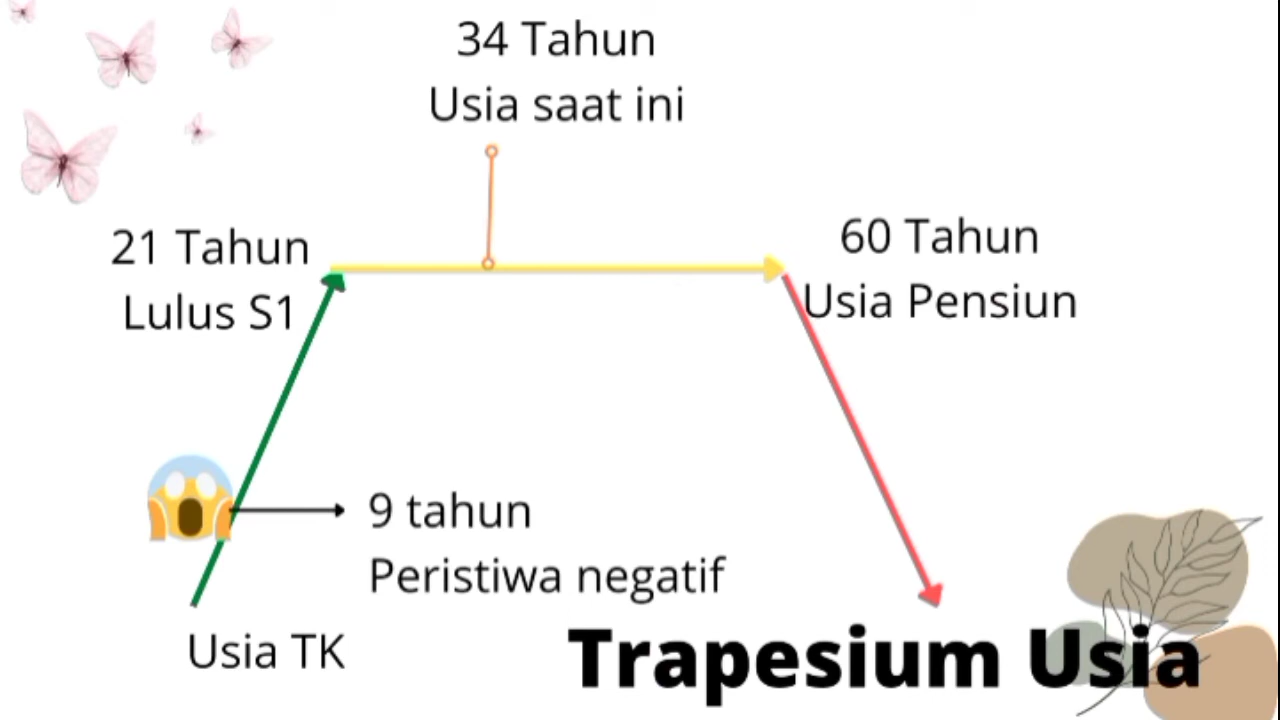 34 Tahun
Usia saat ini
21 Tahun
Lulus S1
60 Tahun
Usia Pensiun
9 tahun
Peristiwa negatif
Usia TK
Trapesium Usia